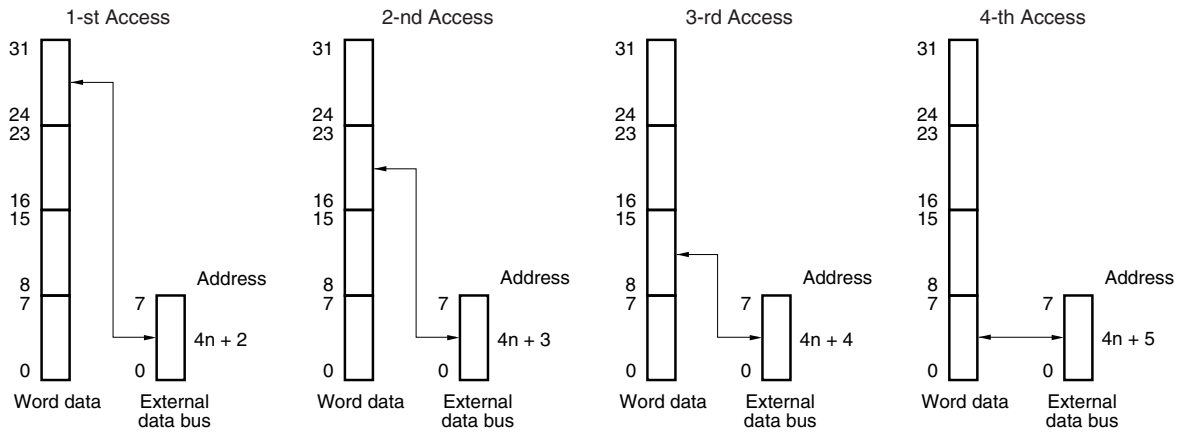 1-st Access
31
24
23
16
15
8
7
0
Address
7
4n + 2
0
Word data
External
data bus
2-nd Access
31
24
23
16
15
8
7
0
Address
7
4n + 3
0
Word data
External
data bus
3-rd Access
31
24
23
16
15
8
7
0
Address
7
4n + 4
0
Word data
External
data bus
4-th Access
31
24
23
16
15
8
7
0
Address
7
4n + 5
0
Word data
External
data bus